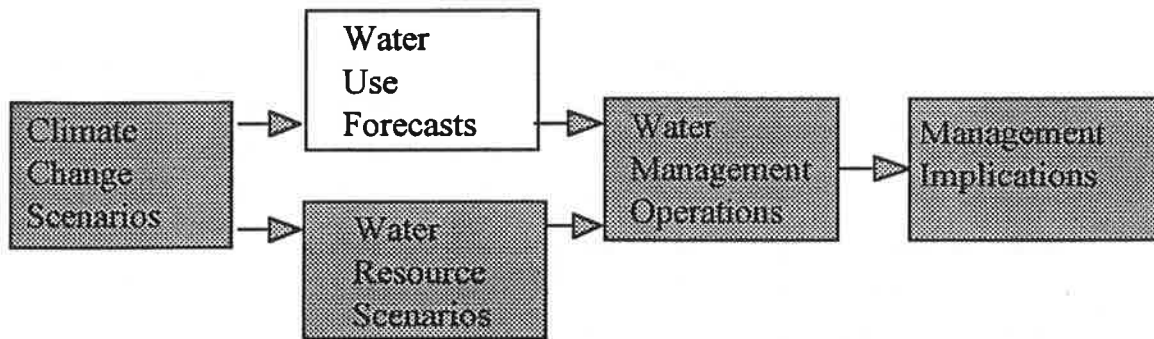 Climate
Change
Scenarios
Water
Use
Forecasts
Water
Resource
Scenarios
Water
Management
Operations
Management
Implications